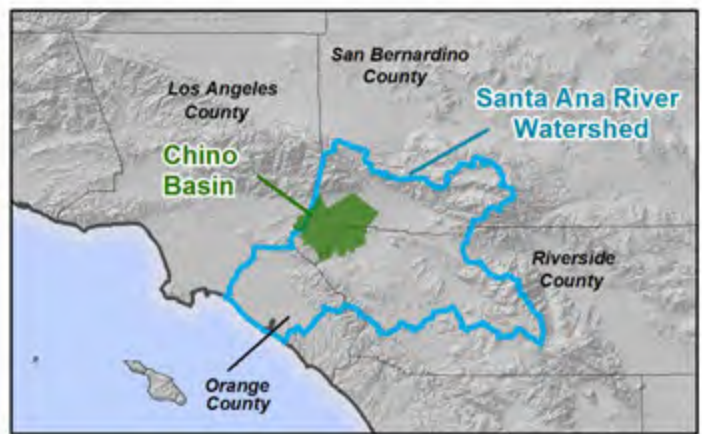 San Bernardino
County
Los Angeles
County
Santa Ana River
Watershed
Chino
Basin
Riverside
County
Orange
County